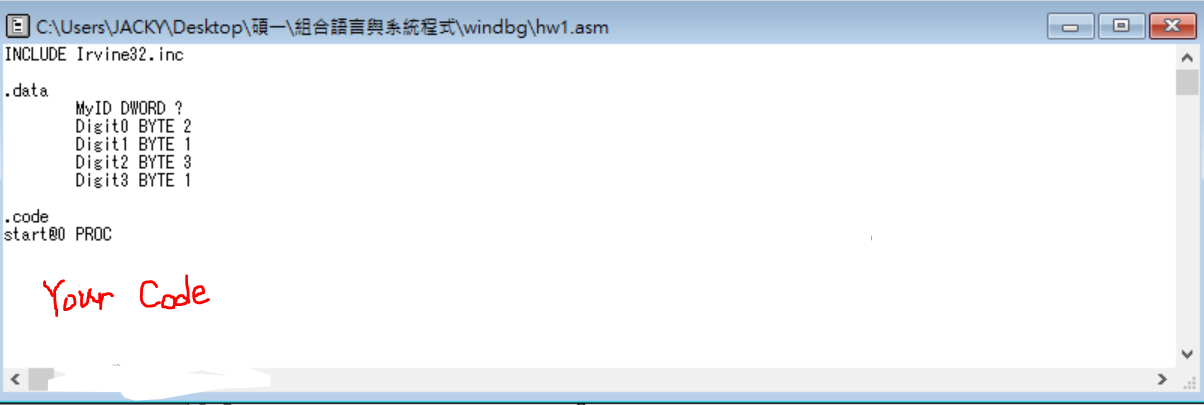 C:\Users\JACKY\Desktop\碩一\組合語言與系統程式\windbg\hw1.asm
INCLUDE Irvine32.inc
.data
MyID DWORD ?
Digit0 BYTE 2
Digit1 BYTE 1
Digit2 BYTE 3
Digit3 BYTE 1
.code
start@0 PROC
Your Code